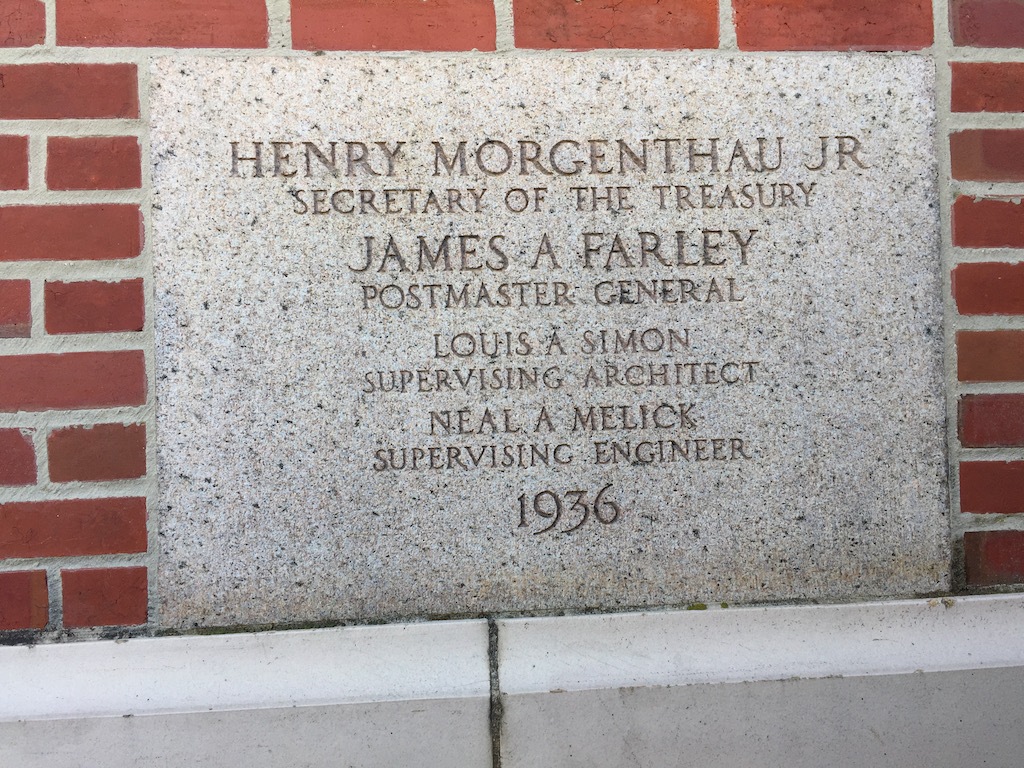 HENRY MORGENTHAU JR
SECRETARY OF THE TREASURY
JAMES A FARLEY
POSTMASTER GENERAL
LOUIS A SIMON
SUPERVISING ARCHITECT
NEAL A MELICK
SUPERVISING ENGINEER
1936